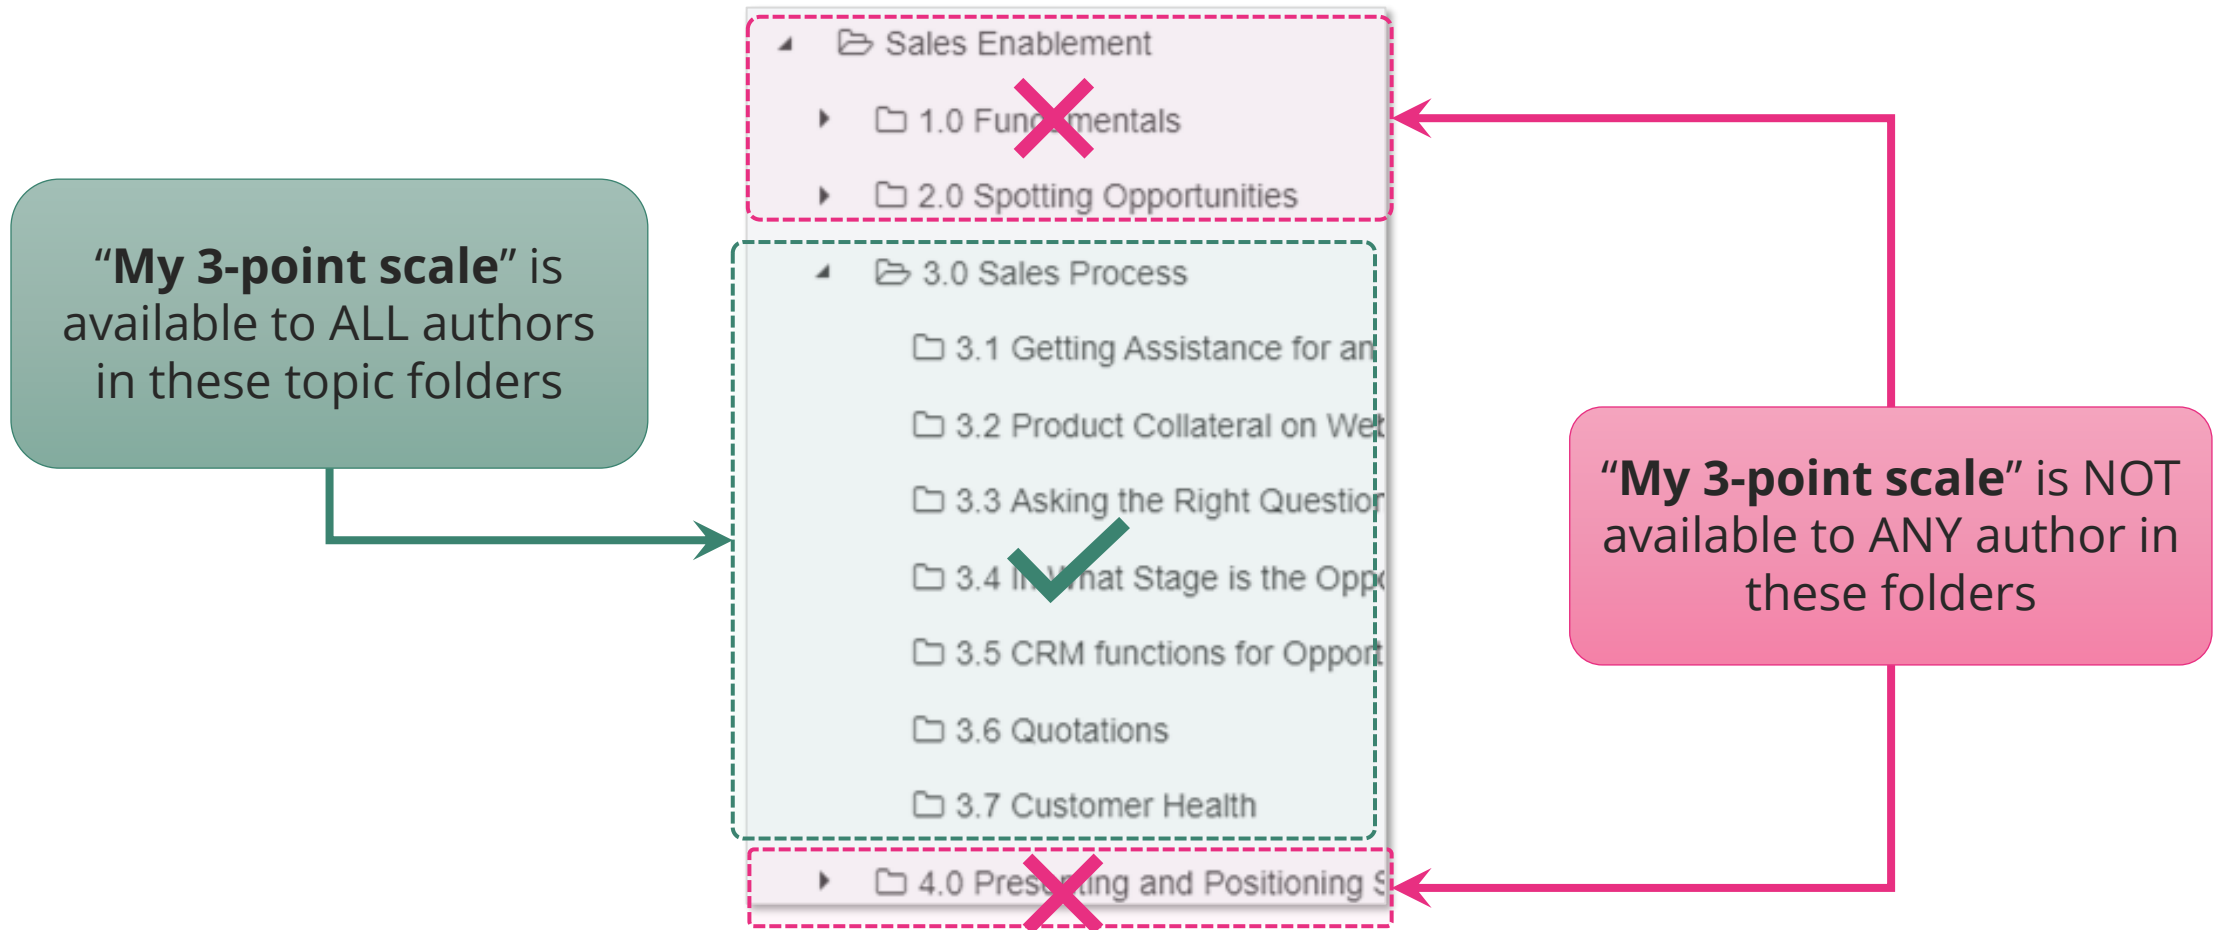 Sales Enablement
1.0 Fundamentals
2.0 Spotting Opportunities
“My 3-point scale” is
available to ALL authors
in these topic folders
3.0 Sales Process
3.1 Getting Assistance for an
3.2 Product Collateral on Web
3.3 Asking the Right Question
3.4 In What Stage is the Oppo
3.5 CRM functions for Opport
3.6 Quotations
3.7 Customer Health
4.0 Presenting and Positioning S
“My 3-point scale” is NOT
available to ANY author in
these folders